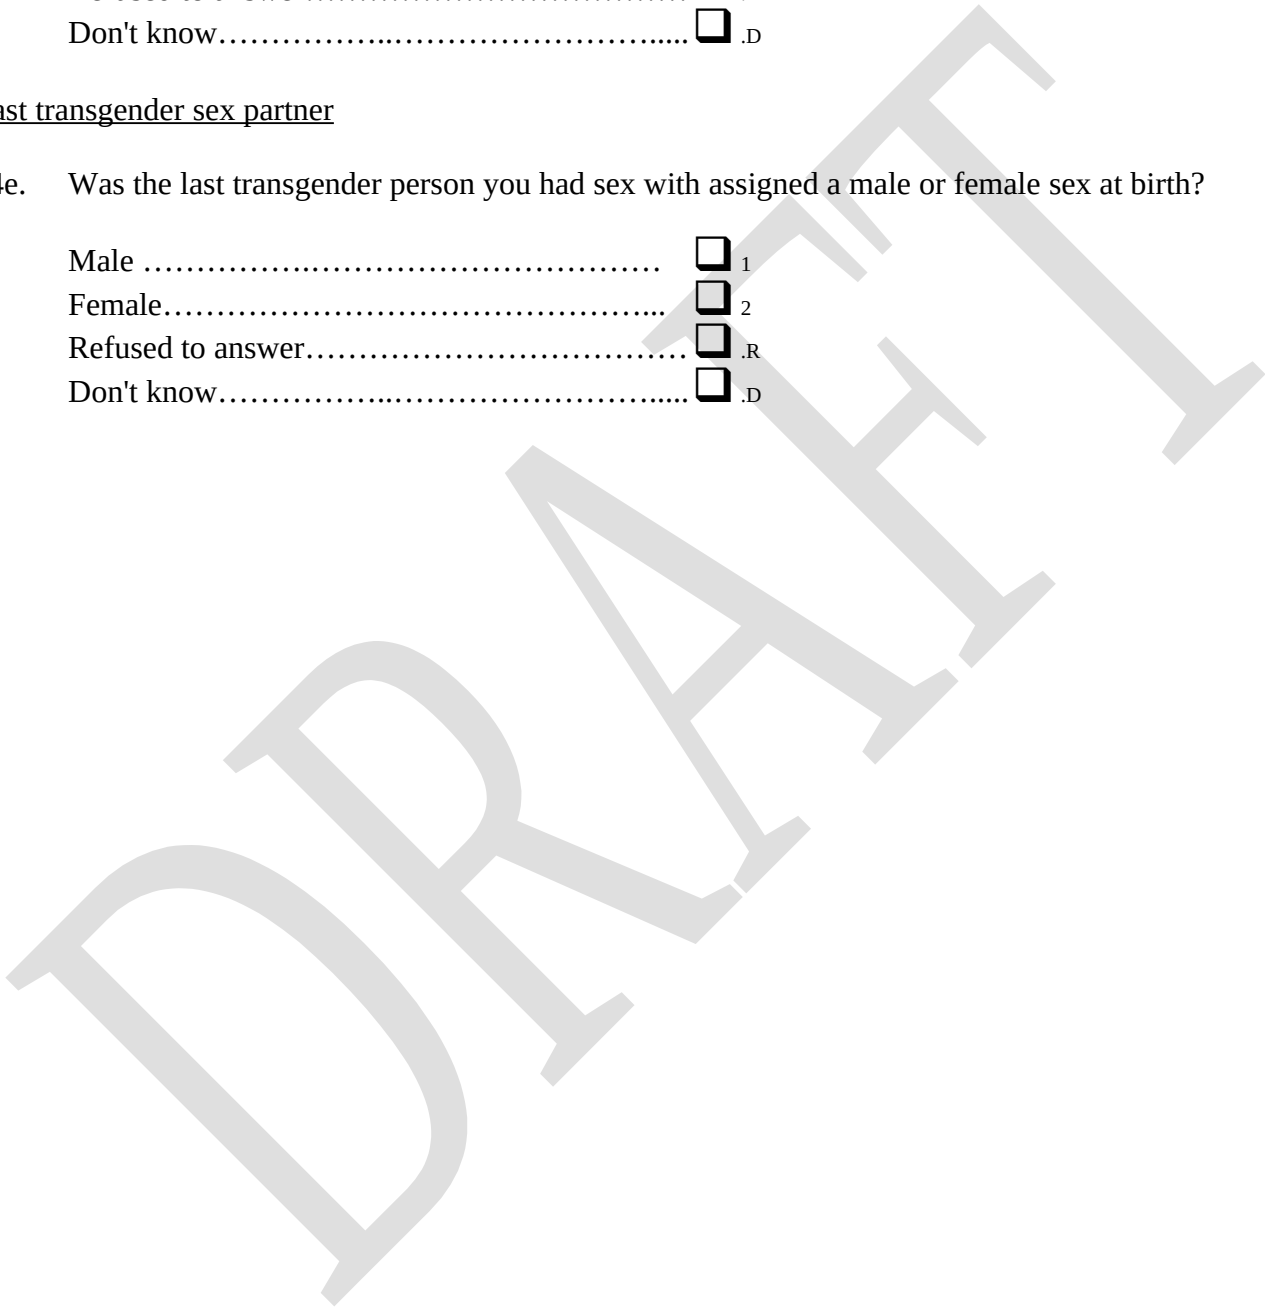 Don't know……………..……………………..... ❑ .D
ast transgender sex partner
e. Was the last transgender person you had sex with assigned a male or female sex at birth?
Male …………….…………………………… ❑ 1
Female………………………………………... ❑ 2
Refused to answer……………………………… ❑ .R
Don't know……………..……………………..... ❑ .D
DRAFT